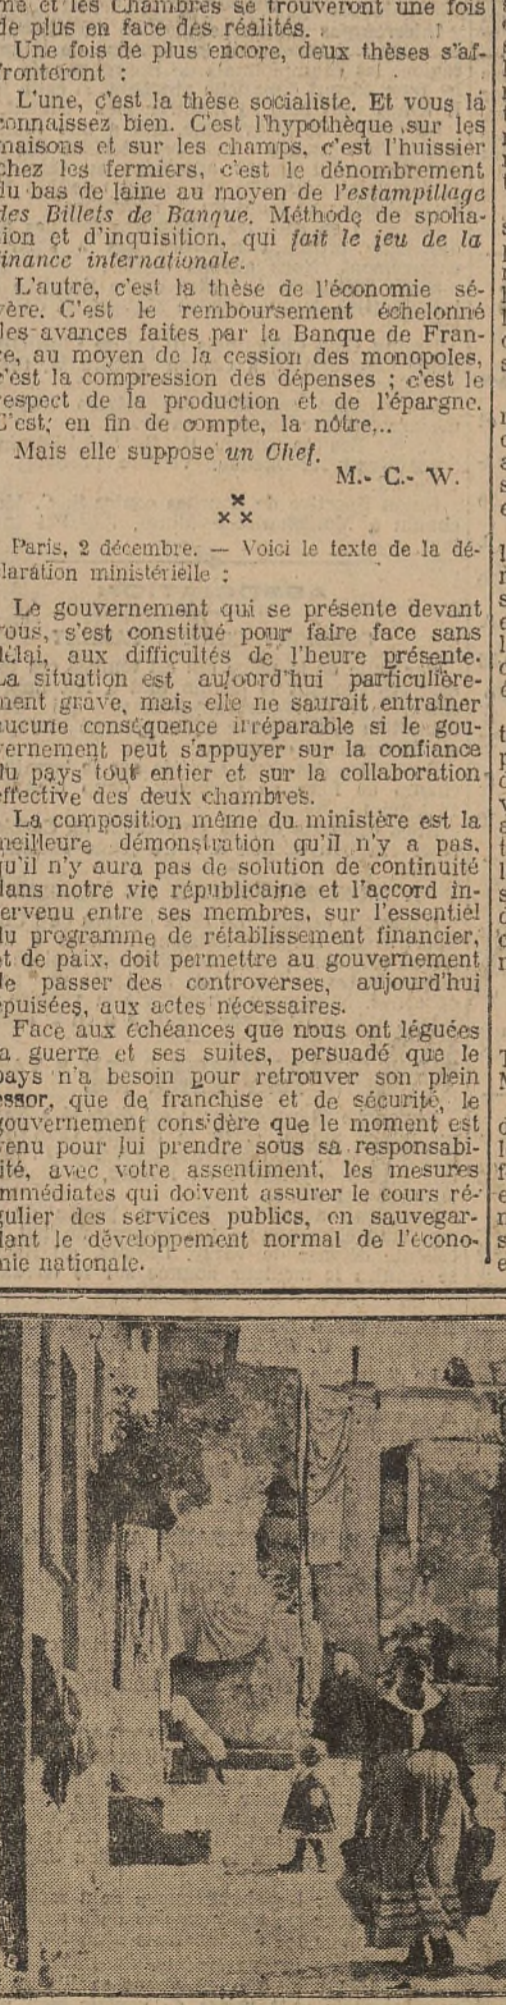 me et les Chambres se trouveront une fois
de plus en face des réalités.
Une fois de plus encore, deux thèses s'af-
fronteront :
L'une, c'est la thèse socialiste. Et vous la
connaissez bien. C'est l'hypothèque sur les
maisons et sur les champs, c'est l'huissier
chez les fermiers, c'est le dénombrement
du bas de laine au moyen de l'estampillage
des Billets de Banque. Méthode de spolia-
tion et d'inquisition, qui fait le jeu de la
finance internationale.
L'autre, c'est la thèse de l'économie sé-
vère. C'est le remboursement échelonné
des avances faites par la Banque de Fran-
ce, au moyen de la cession des monopoles,
c'est la compression des dépenses ; c'est le
respect de la production et de l'épargne.
C'est, en fin de compte, la nôtre...
Mais elle suppose un Chef.
M.- C.- W.
Paris, 2 décembre. — Voici le texte de la dé-
claration ministérielle :
Le gouvernement qui se présente devant
vous, s'est constitué pour faire face sans
délai, aux difficultés de l'heure présente.
La situation est aujourd'hui particulière-
ment grave, mais elle ne saurait entraîner
aucune conséquence irréparable si le gou-
vernement peut s'appuyer sur la confiance
du pays tout entier et sur la collaboration
effective des deux chambres.
La composition même du ministère est la
meilleure démonstration qu'il n'y a pas,
qu'il n'y aura pas de solution de continuité
dans notre vie républicaine et l'accord in-
tervenu entre ses membres, sur l'essentiel
du programme de rétablissement financier,
et de paix, doit permettre au gouvernement
de passer des controverses, aujourd'hui
épuisées, aux actes nécessaires.
Face aux échéances que nous ont léguées
la guerre et ses suites, persuadé que le
pays n'a besoin pour retrouver son plein
essor, que de franchise et de sécurité, le
gouvernement considère que le moment est
venu pour lui prendre sous sa responsabi-
lité, avec votre assentiment, les mesures
immédiates qui doivent assurer le cours ré-
gulier des services publics, en sauvegar-
dant le développement normal de l'écono-
mie nationale.